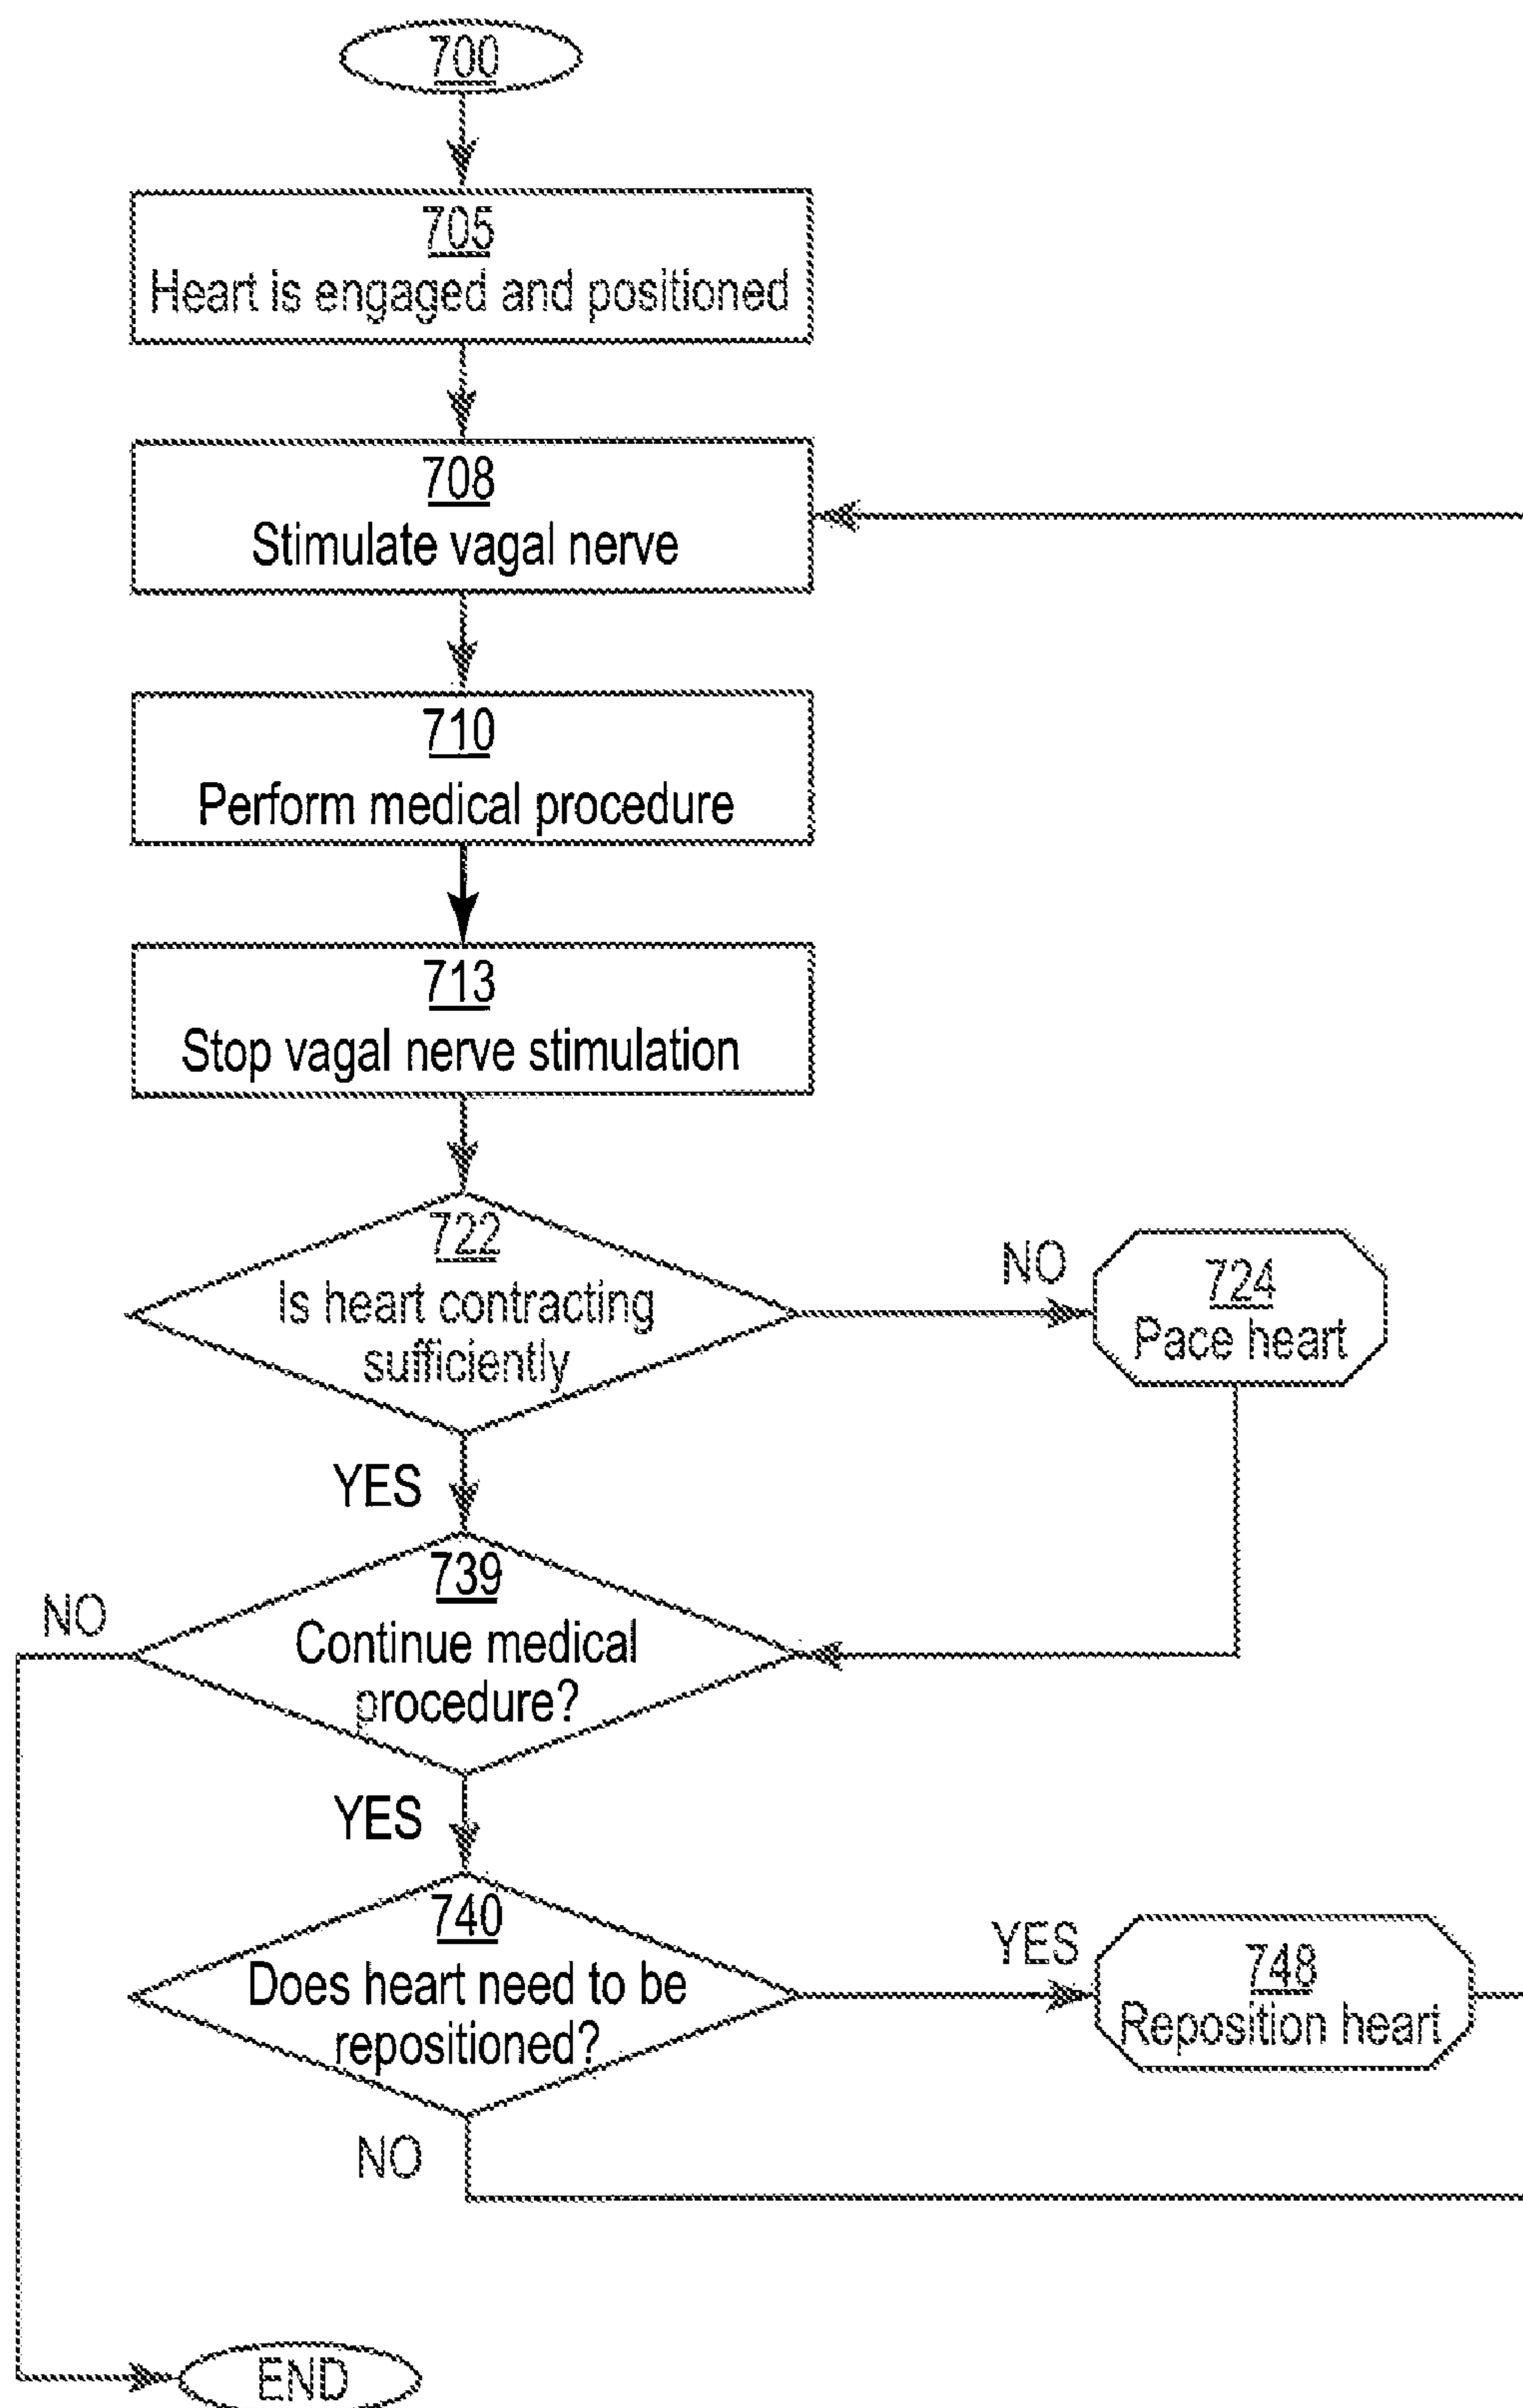 700
705
Heart is engaged and positioned
708
Stimulate vagal nerve
710
Perform medical procedure
713
Stop vagal nerve stimulation
722
Is heart contracting
sufficiently
NO
724
Pace heart
YES
739
Continue medical
procedure?
NO
YES
740
Does heart need to be
repositioned?
YES
748
Reposition heart
NO
END